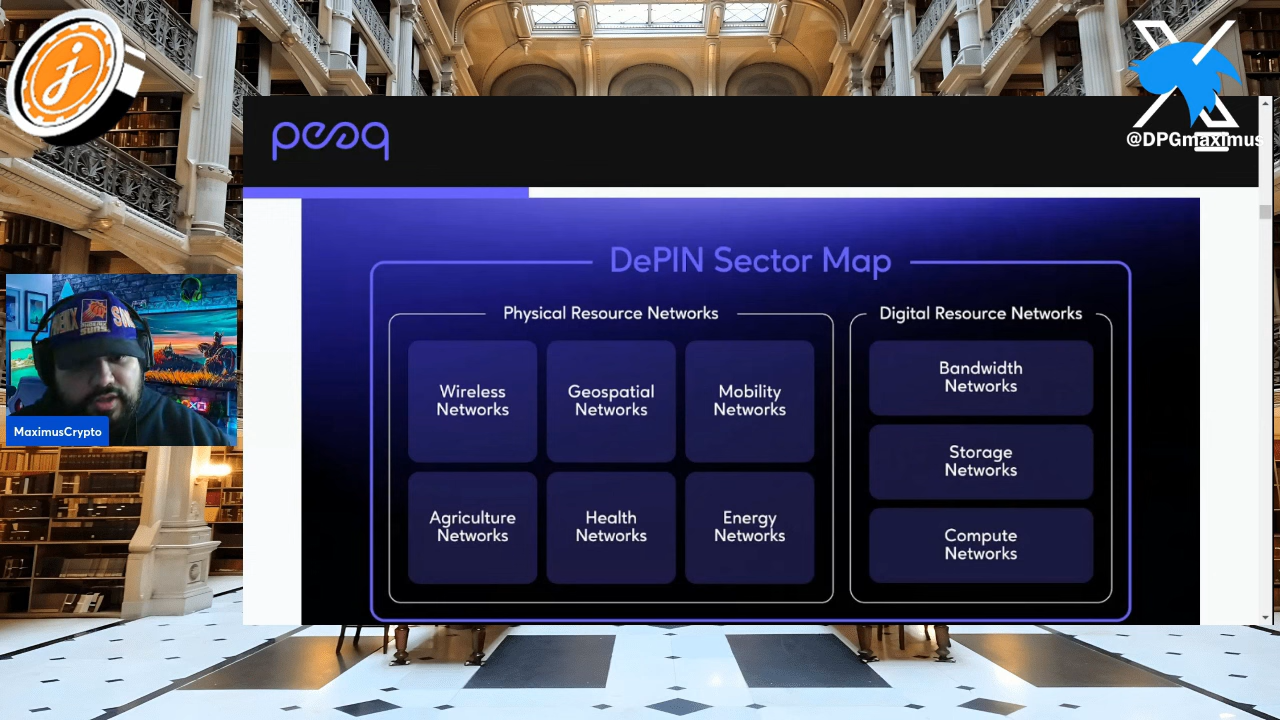 peaq
@DPGmaximus
DePIN Sector Map
Physical Resource Networks
Digital Resource Networks
Wireless
Networks
Geospatial
Networks
Mobility
Networks
Bandwidth
Networks
Storage
Networks
Agriculture
Networks
Health
Networks
Energy
Networks
Compute
Networks
MaximusCrypto